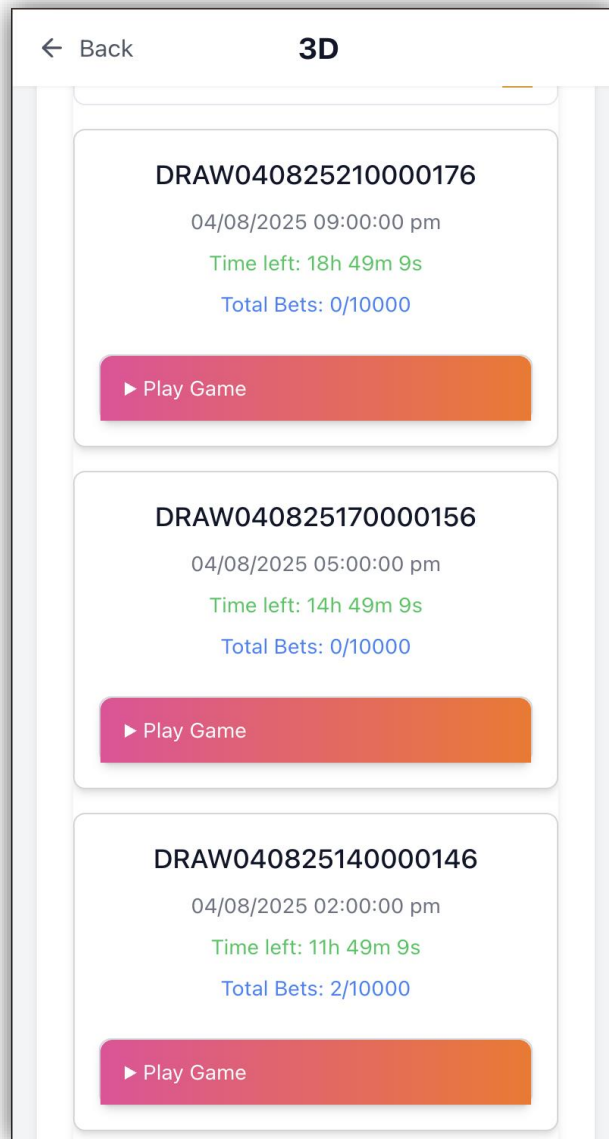 ← Back
3D
DRAW040825210000176
04/08/2025 09:00:00 pm
Time left: 18h 49m 9s
Total Bets: 0/10000
▶ Play Game
DRAW040825170000156
04/08/2025 05:00:00 pm
Time left: 14h 49m 9s
Total Bets: 0/10000
▶ Play Game
DRAW040825140000146
04/08/2025 02:00:00 pm
Time left: 11h 49m 9s
Total Bets: 2/10000
▶ Play Game